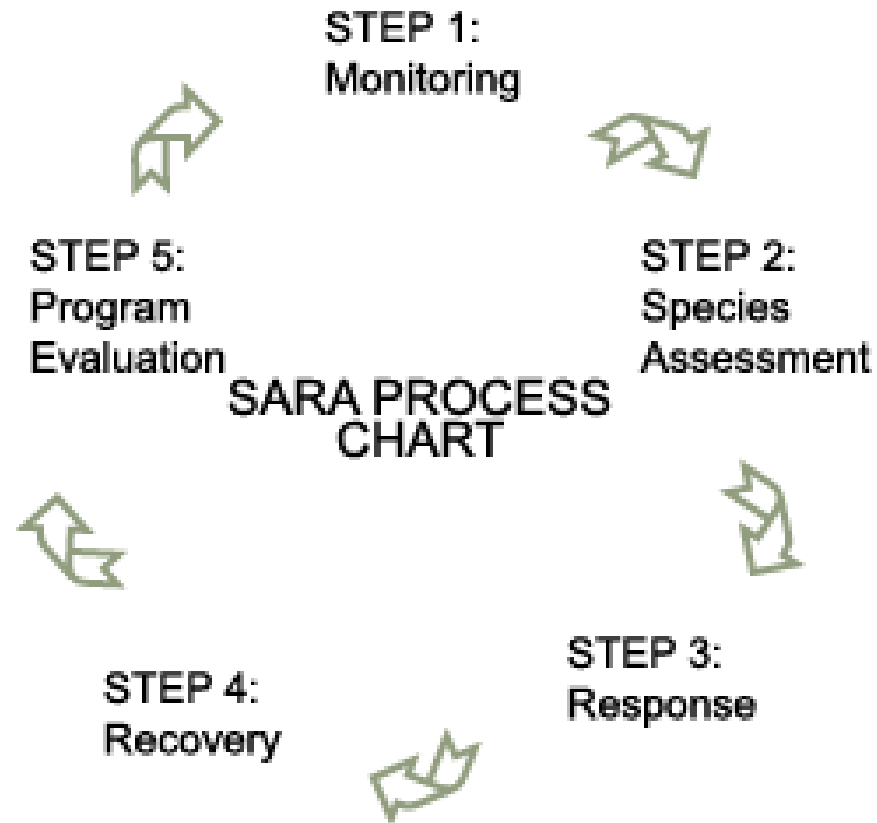 STEP 1:
Monitoring
STEP 2:
Species
Assessment
STEP 3:
Response
STEP 4:
Recovery
STEP 5:
Program
Evaluation
SARA PROCESS
CHART